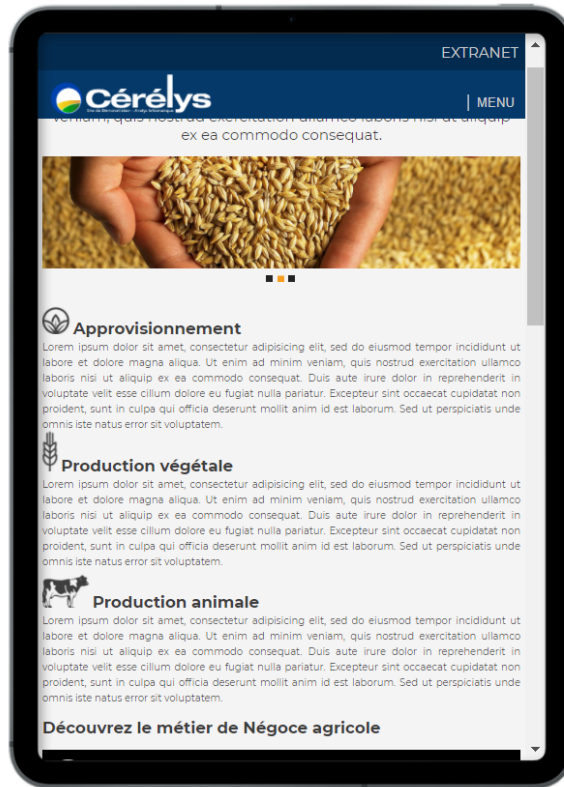 EXTRANET
Cérélys
| MENU
veniam, quis nostrud exercitation ullamco laboris nisi ut aliquip
ex ea commodo consequat.
Approvisionnement
Lorem ipsum dolor sit amet, consectetur adipisicing elit, sed do eiusmod tempor incididunt ut
labore et dolore magna aliqua. Ut enim ad minim veniam, quis nostrud exercitation ullamco
laboris nisi ut aliquip ex ea commodo consequat. Duis aute irure dolor in reprehenderit in
voluptate velit esse cillum dolore eu fugiat nulla pariatur. Excepteur sint occaecat cupidatat non
proident, sunt in culpa qui officia deserunt mollit anim id est laborum. Sed ut perspiciatis unde
omnis iste natus error sit voluptatem.
Production végétale
Lorem ipsum dolor sit amet, consectetur adipisicing elit, sed do eiusmod tempor incididunt ut
labore et dolore magna aliqua. Ut enim ad minim veniam, quis nostrud exercitation ullamco
laboris nisi ut aliquip ex ea commodo consequat. Duis aute irure dolor in reprehenderit in
voluptate velit esse cillum dolore eu fugiat nulla pariatur. Excepteur sint occaecat cupidatat non
proident, sunt in culpa qui officia deserunt mollit anim id est laborum. Sed ut perspiciatis unde
omnis iste natus error sit voluptatem.
Production animale
Lorem ipsum dolor sit amet, consectetur adipisicing elit, sed do eiusmod tempor incididunt ut
labore et dolore magna aliqua. Ut enim ad minim veniam, quis nostrud exercitation ullamco
laboris nisi ut aliquip ex ea commodo consequat. Duis aute irure dolor in reprehenderit in
voluptate velit esse cillum dolore eu fugiat nulla pariatur. Excepteur sint occaecat cupidatat non
proident, sunt in culpa qui officia deserunt mollit anim id est laborum. Sed ut perspiciatis unde
omnis iste natus error sit voluptatem.
Découvrez le métier de Négoce agricole